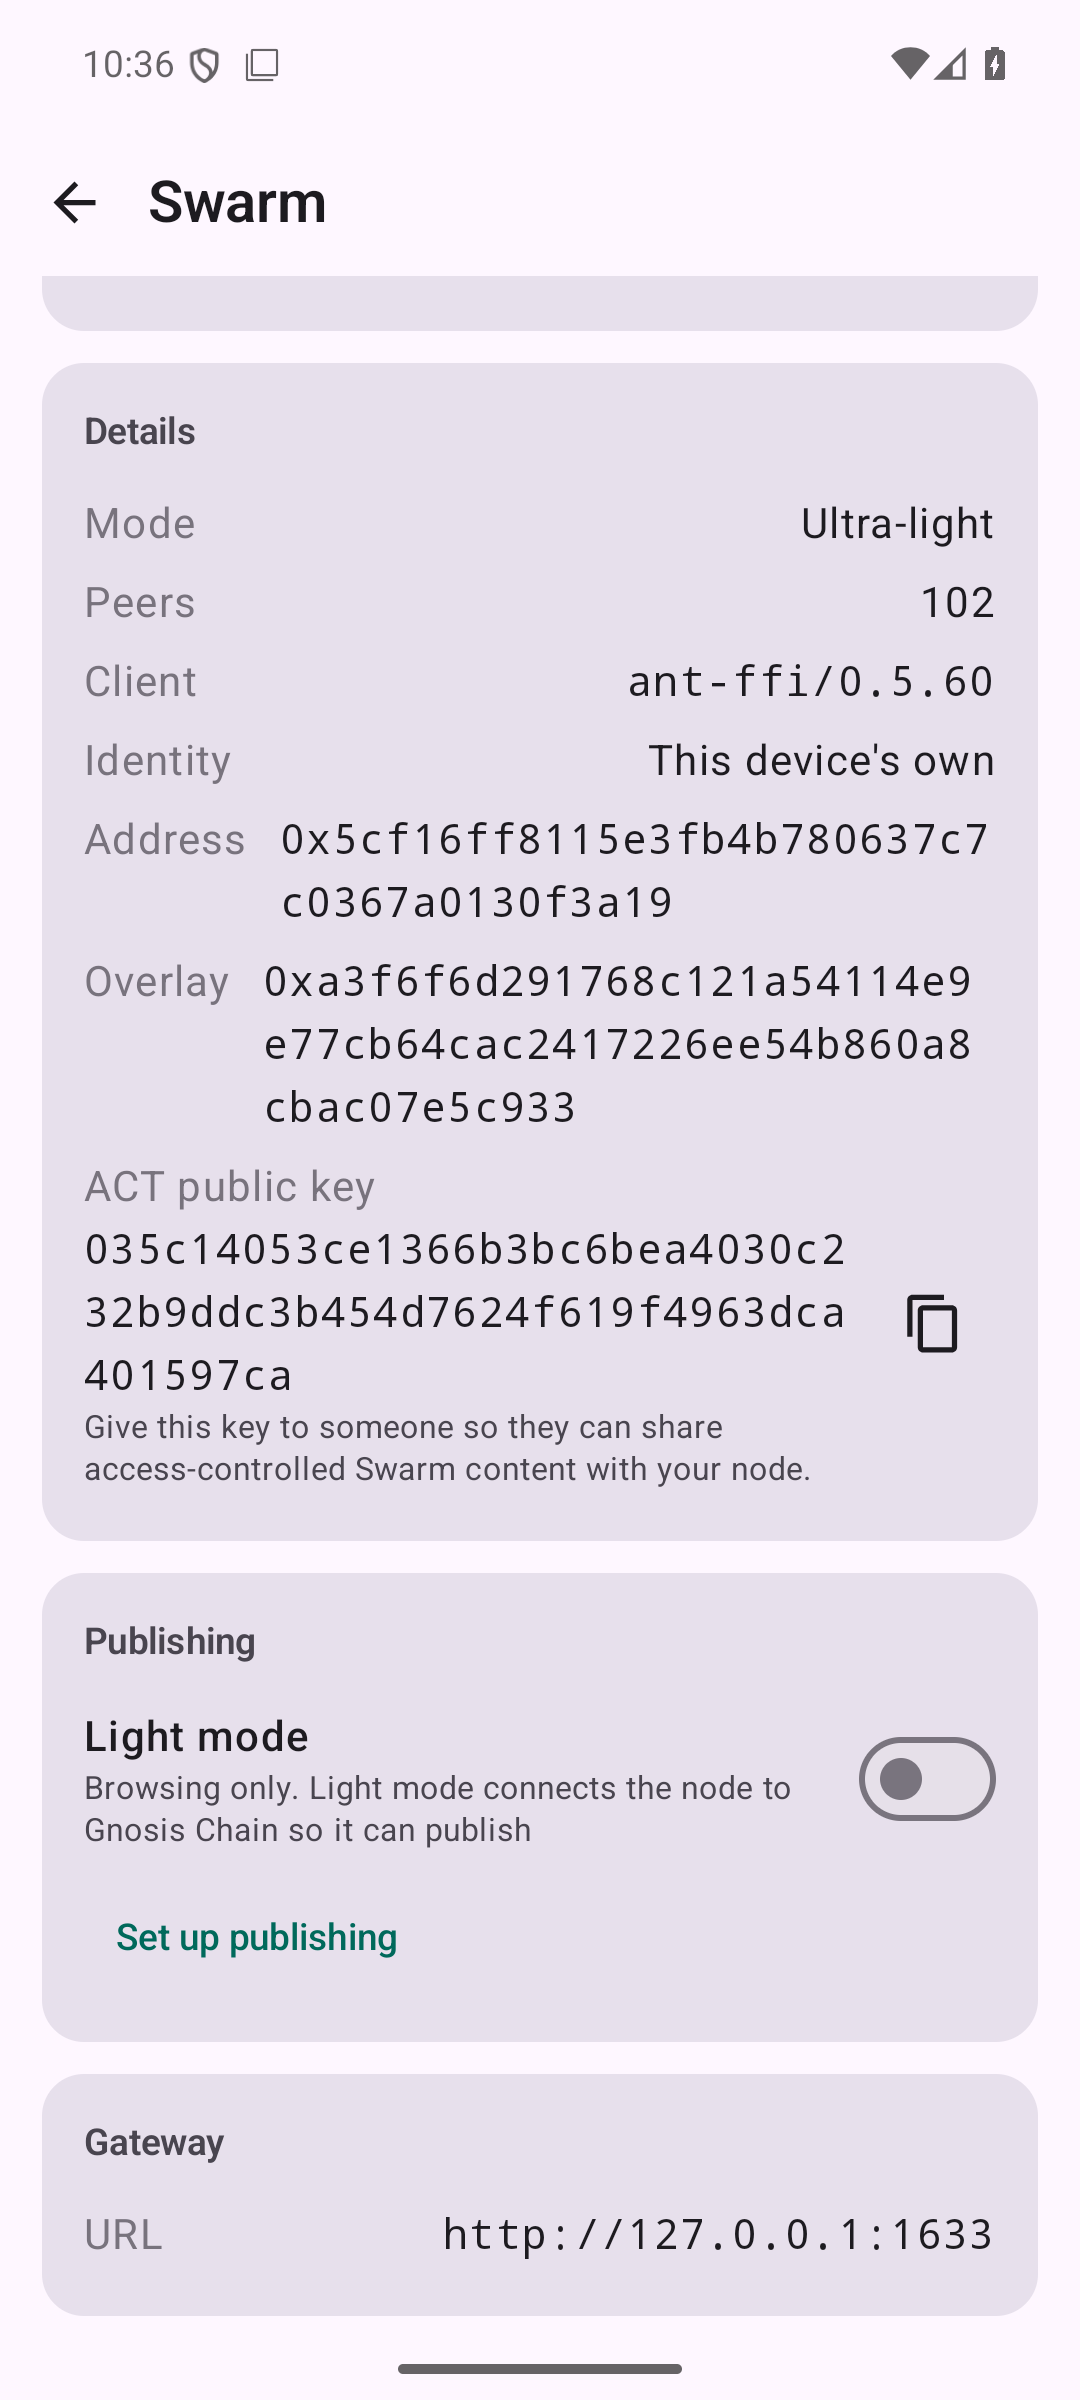 10:36
Swarm
Details
Mode Ultra-light
Peers 102
Client ant-ffi/0.5.60
Identity This device's own
Address 0x5cf16ff8115e3fb4b780637c7
c0367a0130f3a19
Overlay 0xa3f6f6d291768c121a54114e9
e77cb64cac2417226ee54b860a8
cbac07e5c933
ACT public key
035c14053ce1366b3bc6bea4030c2
32b9ddc3b454d7624f619f4963dca
401597ca
Give this key to someone so they can share
access-controlled Swarm content with your node.
Publishing
Light mode
Browsing only. Light mode connects the node to
Gnosis Chain so it can publish
Set up publishing
Gateway
URL http://127.0.0.1:1633